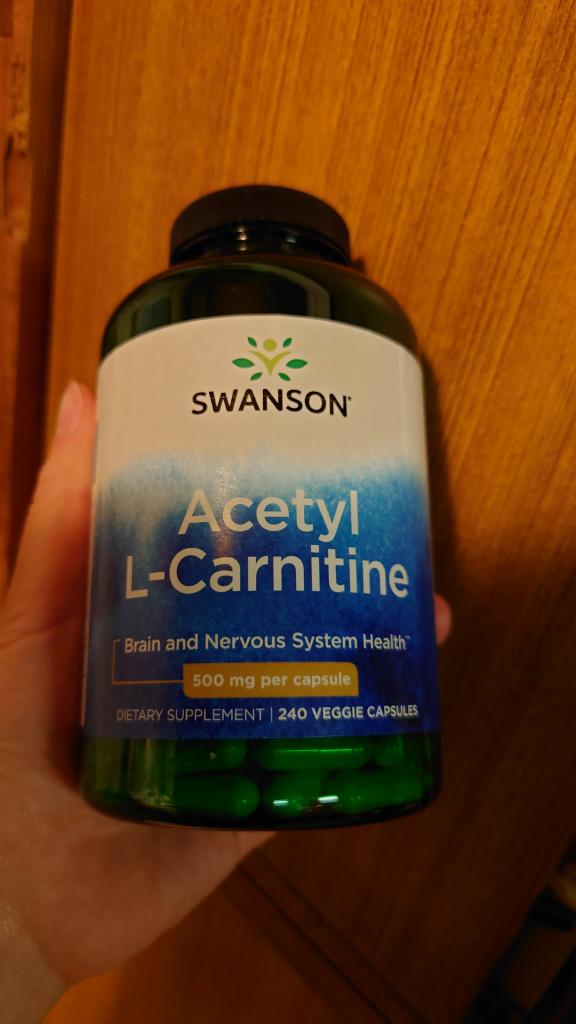 SWANSON®
Acetyl
L-Carnitine
Brain and Nervous System Health™
500 mg per capsule
DIETARY SUPPLEMENT | 240 VEGGIE CAPSULES